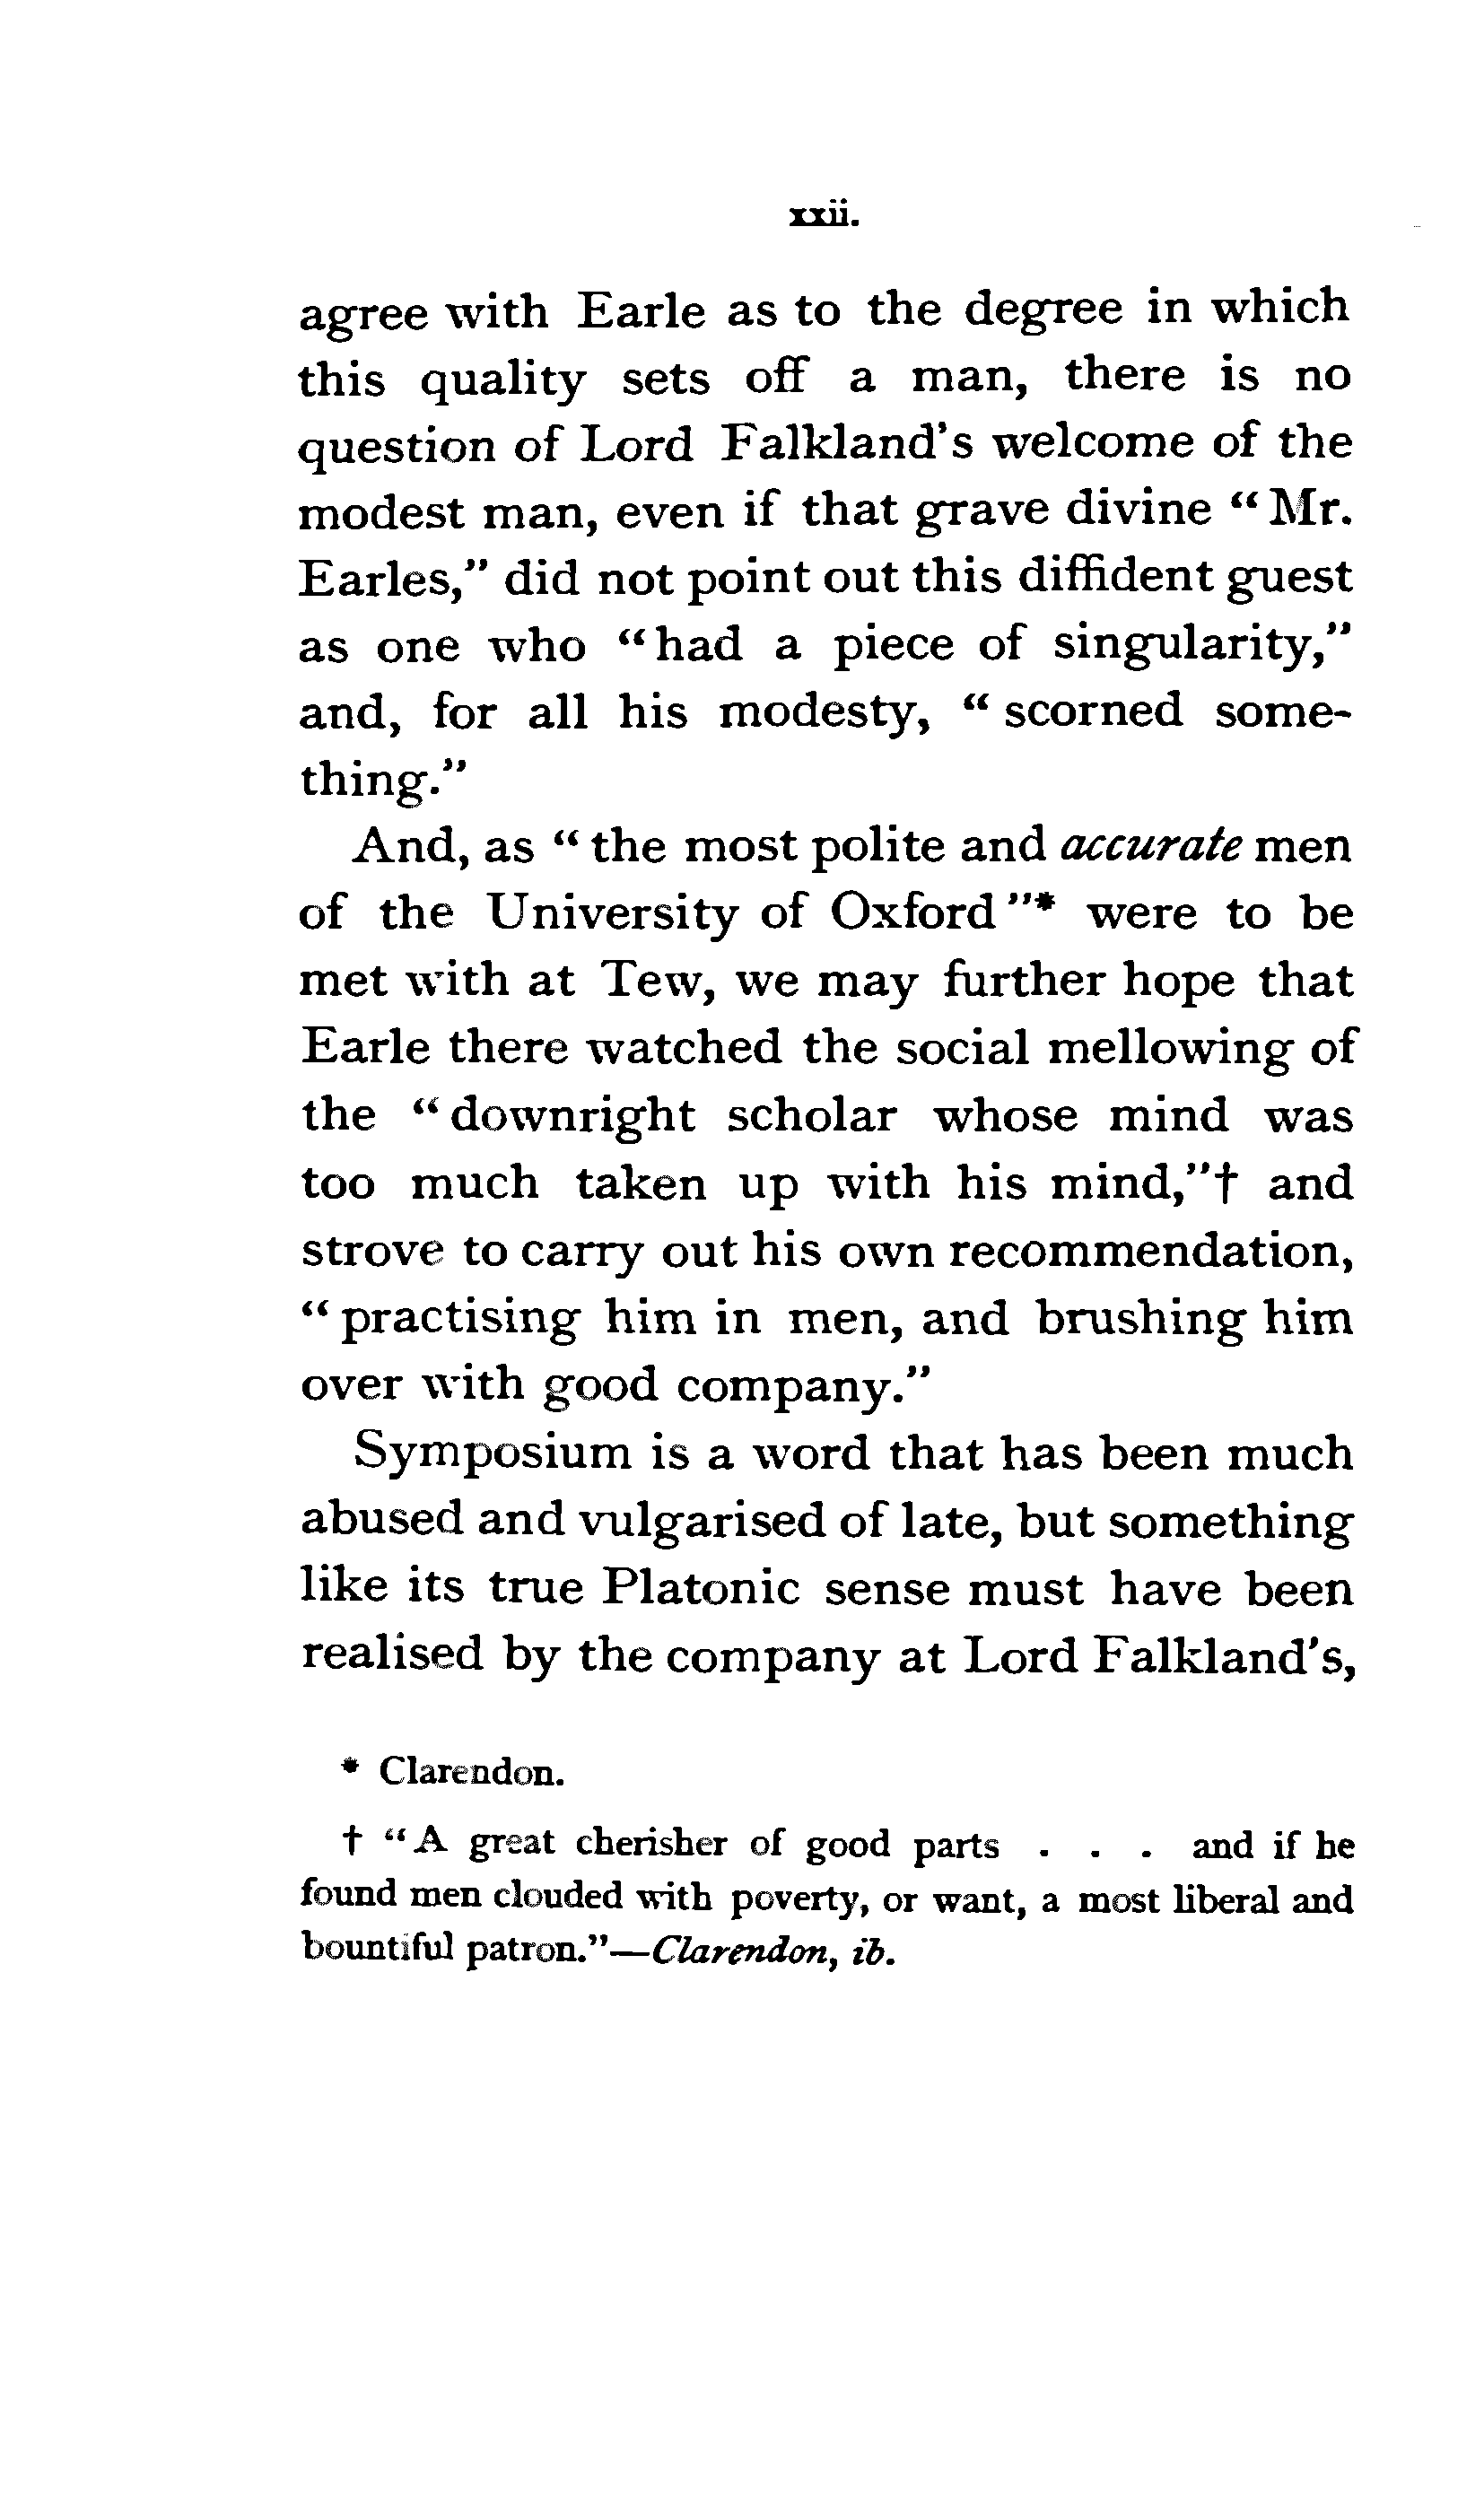 xxii.
agree with Earle as to the degree in which
this quality sets off a man, there is no
question of Lord Falkland's welcome of the
modest man, even if that grave divine “ Mr.
Earles,” did not point out this diffident guest
as one who “had a piece of singularity,”
and, for all his modesty, “ scorned some-
thing.”
And, as “ the most polite and accurate men
of the University of Oxford ”* were to be
met with at Tew, we may further hope that
Earle there watched the social mellowing of
the “ downright scholar whose mind was
too much taken up with his mind,”† and
strove to carry out his own recommendation,
“ practising him in men, and brushing him
over with good company.”
Symposium is a word that has been much
abused and vulgarised of late, but something
like its true Platonic sense must have been
realised by the company at Lord Falkland's,
* Clarendon.
† “A great cherisher of good parts . . . and if he
found men clouded with poverty, or want, a most liberal and
bountiful patron.”—Clarendon, ib.